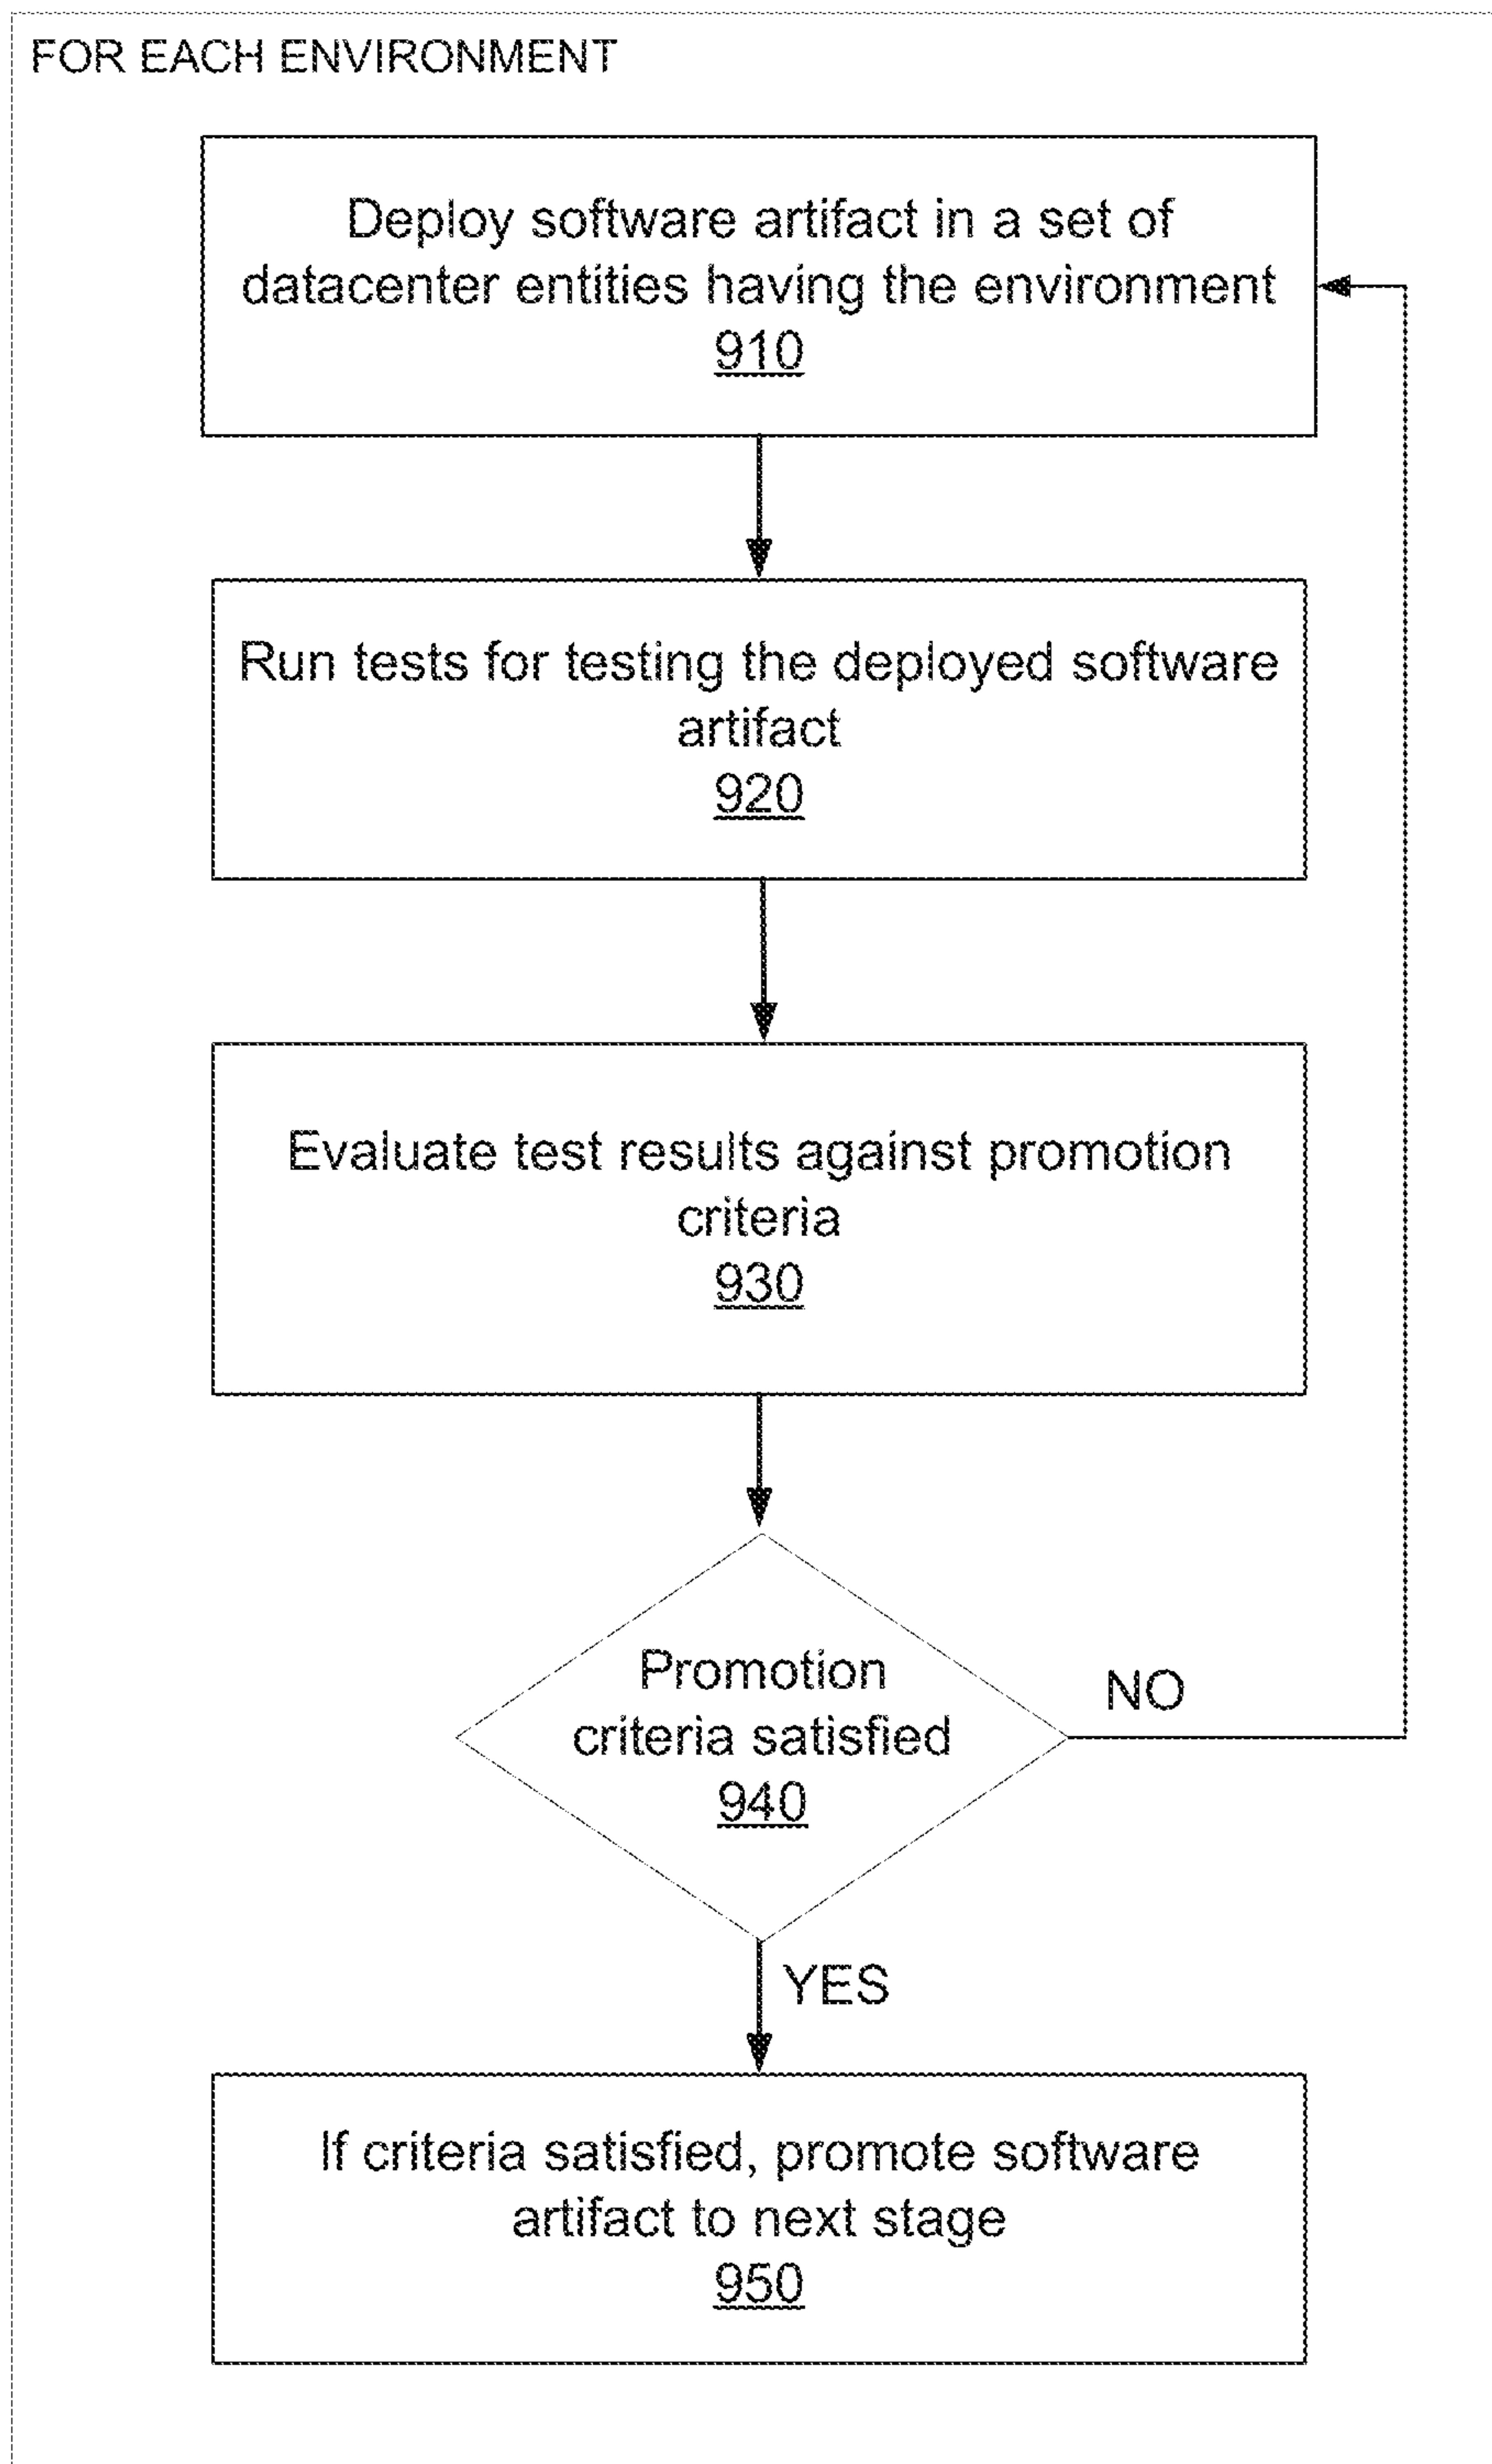 FOR EACH ENVIRONMENT
Deploy software artifact in a set of
datacenter entities having the environment
910
Run tests for testing the deployed software
artifact
920
Evaluate test results against promotion
criteria
930
Promotion
criteria satisfied
940
NO
YES
If criteria satisfied, promote software
artifact to next stage
950